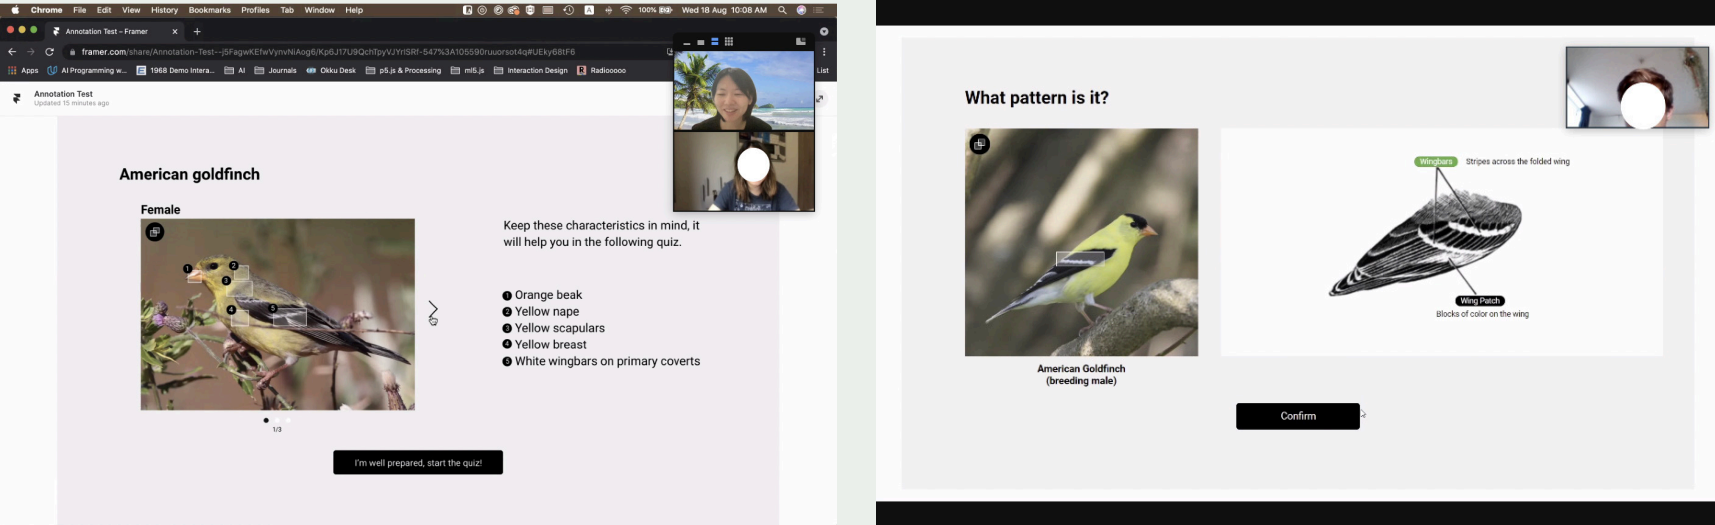 Chrome File Edit View History Bookmarks Profiles Tab Window Help
100% Wed 18 Aug 10:08 AM
Annotation Test – Framer
Apps AI Programming w... 1968 Demo Intera... AI Journals Okku Desk p5.js & Processing ml5.js Interaction Design Radiooooo List
Annotation Test
Updated 15 minutes ago
American goldfinch
Female
1
2
3
4
5
Keep these characteristics in mind, it
will help you in the following quiz.
1 Orange beak
2 Yellow nape
3 Yellow scapulars
4 Yellow breast
5 White wingbars on primary coverts
1/3
I'm well prepared, start the quiz!
What pattern is it?
Wingbars Stripes across the folded wing
Wing Patch
Blocks of color on the wing
American Goldfinch
(breeding male)
Confirm